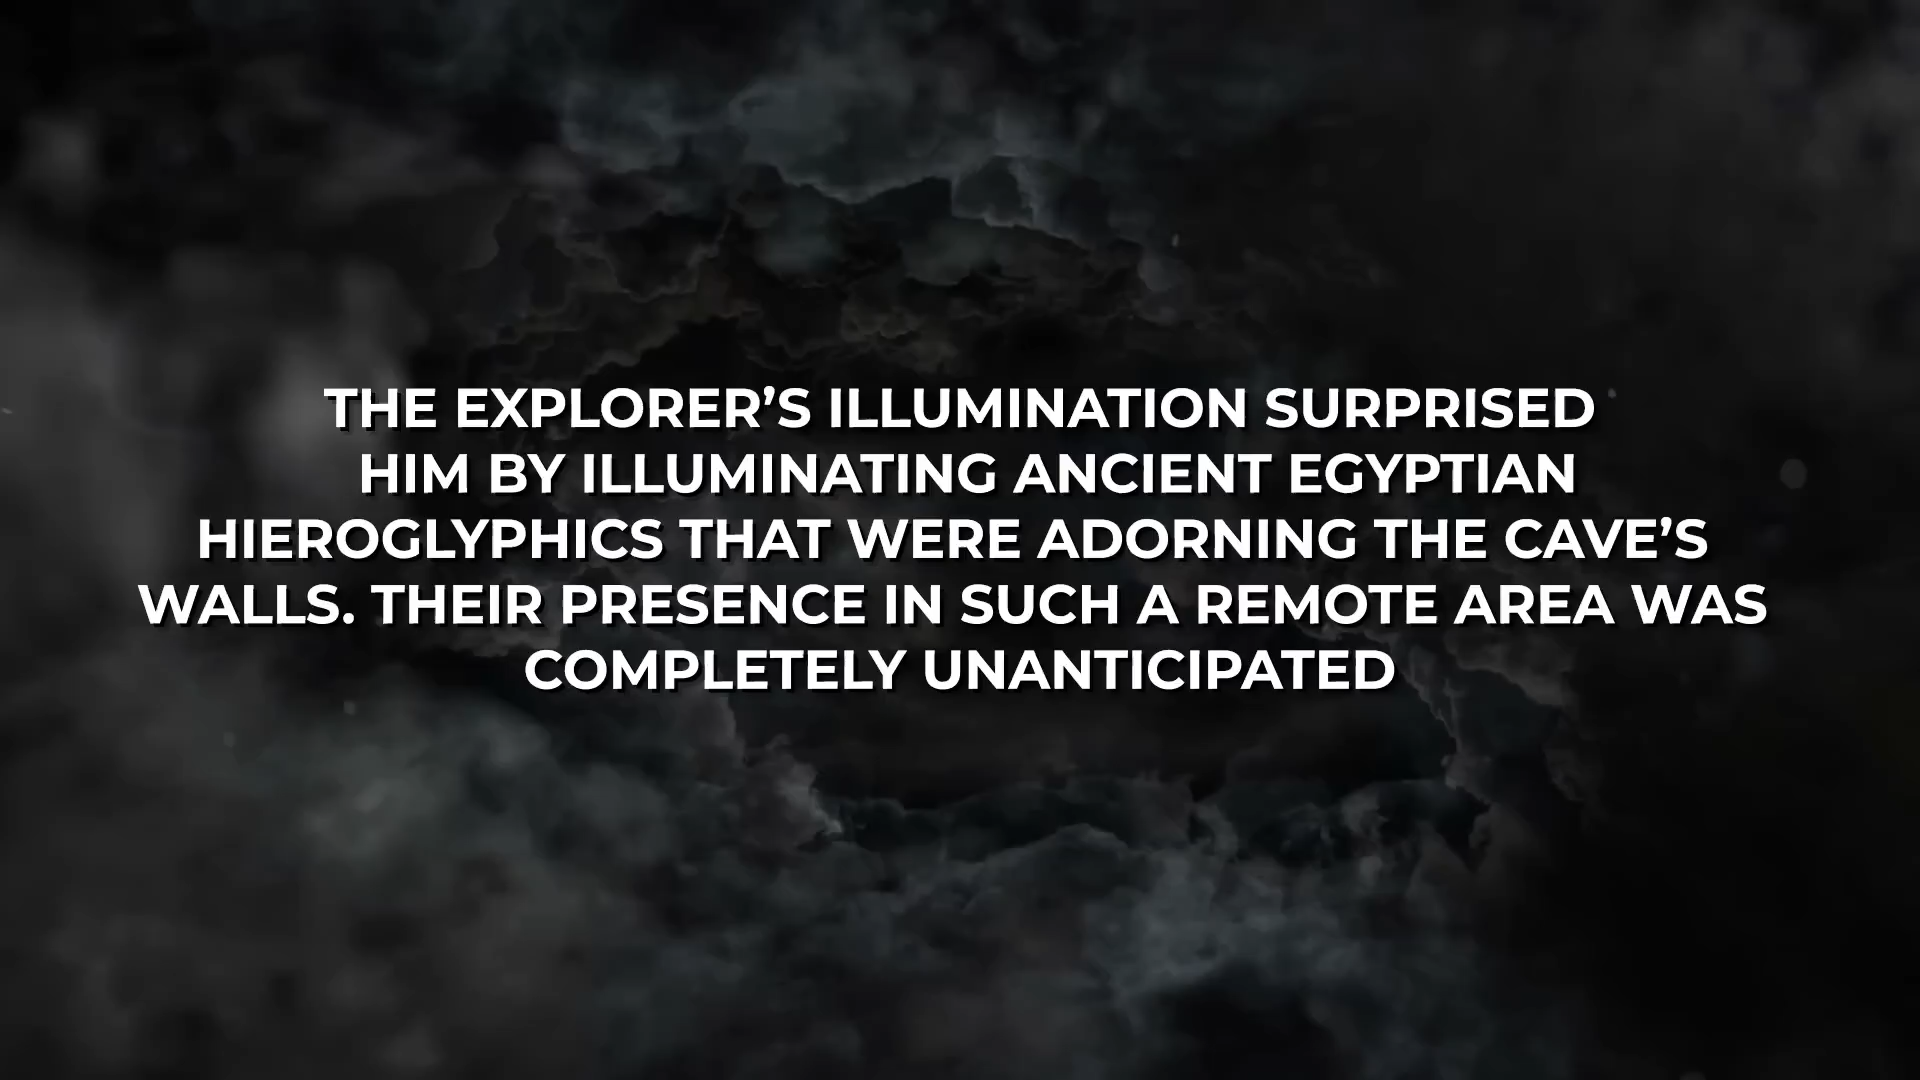 THE EXPLORER’S ILLUMINATION SURPRISED
HIM BY ILLUMINATING ANCIENT EGYPTIAN
HIEROGLYPHICS THAT WERE ADORNING THE CAVE’S
WALLS. THEIR PRESENCE IN SUCH A REMOTE AREA WAS
COMPLETELY UNANTICIPATED